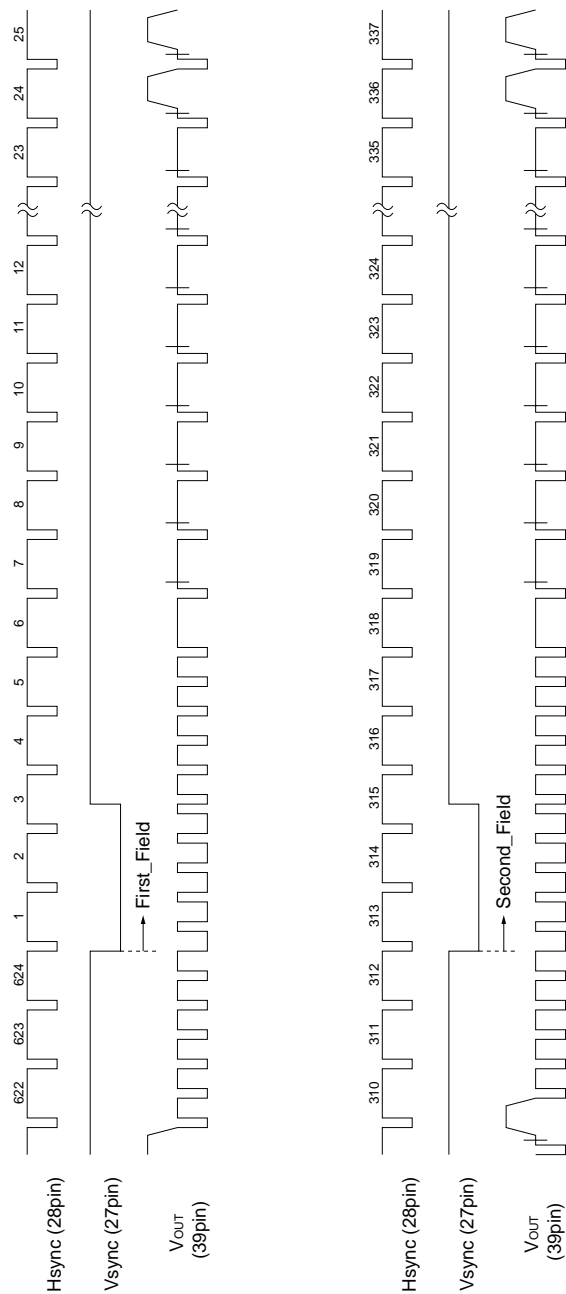 622 623 624 1 2 3 4 5 6 7 8 9 10 11 12 23 24 25
Hsync (28pin)
Vsync (27pin)
First_Field
VOUT
(39pin)
310 311 312 313 314 315 316 317 318 319 320 321 322 323 324 335 336 337
Hsync (28pin)
Vsync (27pin)
Second_Field
VOUT
(39pin)